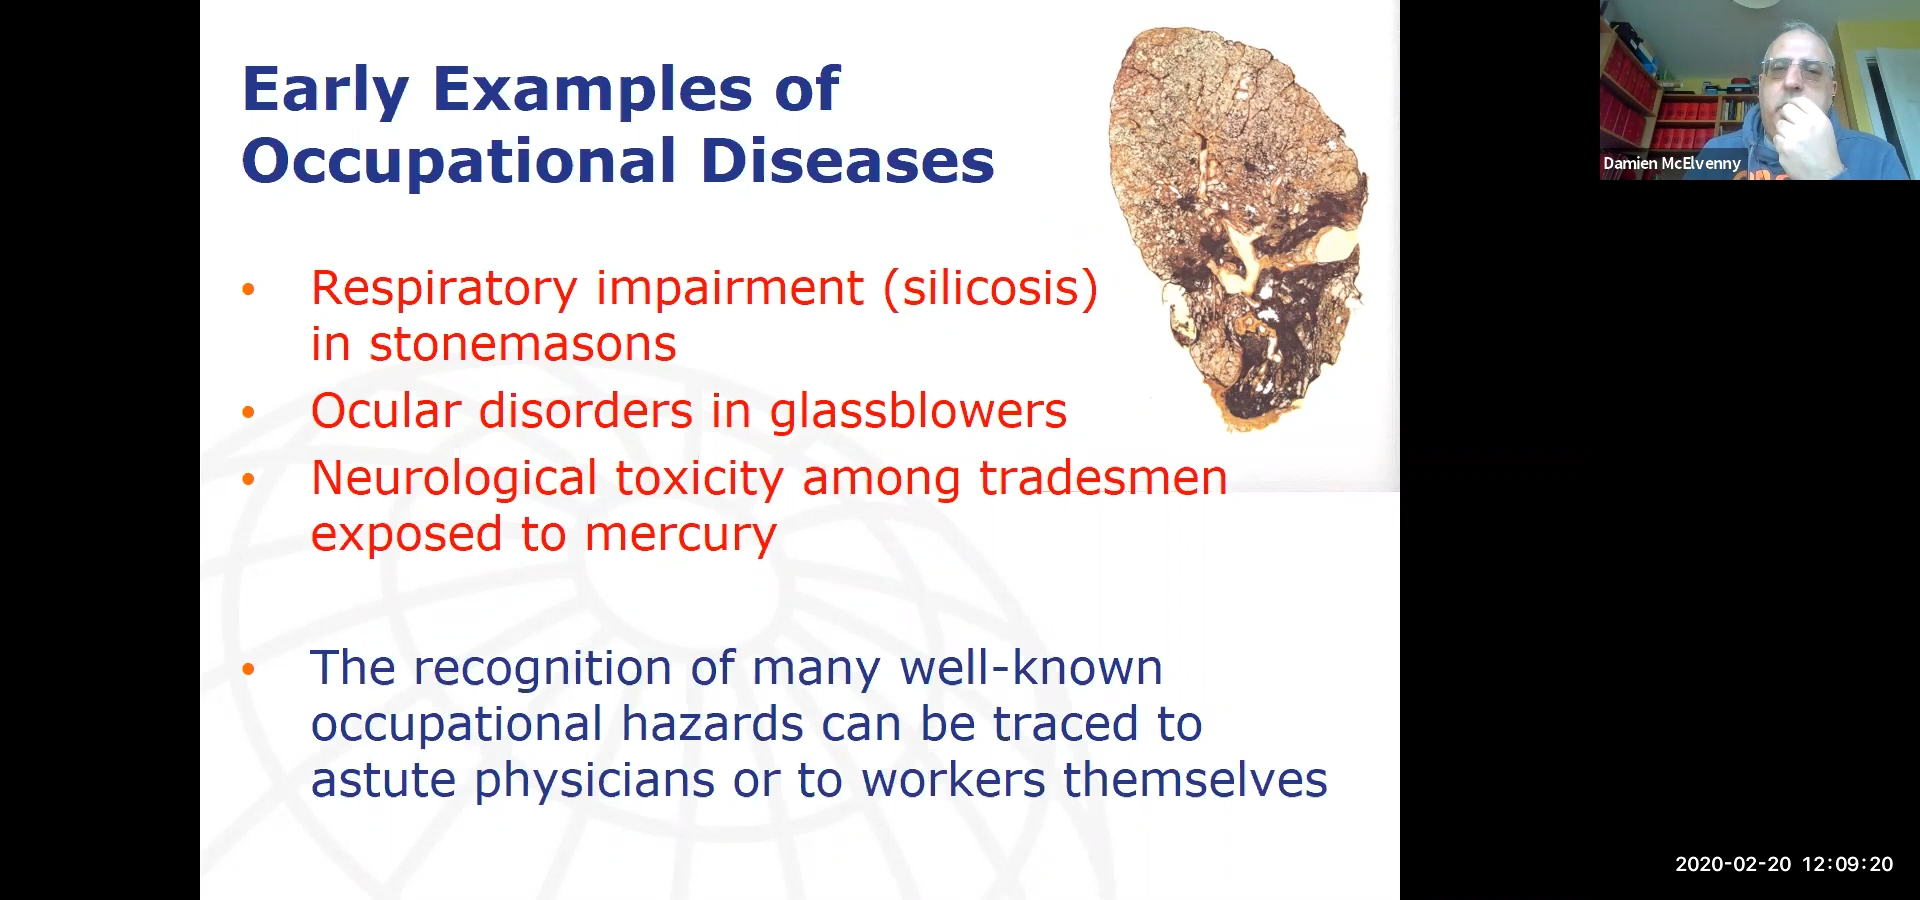 Early Examples of
Occupational Diseases
• Respiratory impairment (silicosis)
in stonemasons
• Ocular disorders in glassblowers
• Neurological toxicity among tradesmen
exposed to mercury
• The recognition of many well-known
occupational hazards can be traced to
astute physicians or to workers themselves
Damien McElvenny
2020-02-20 12:09:20